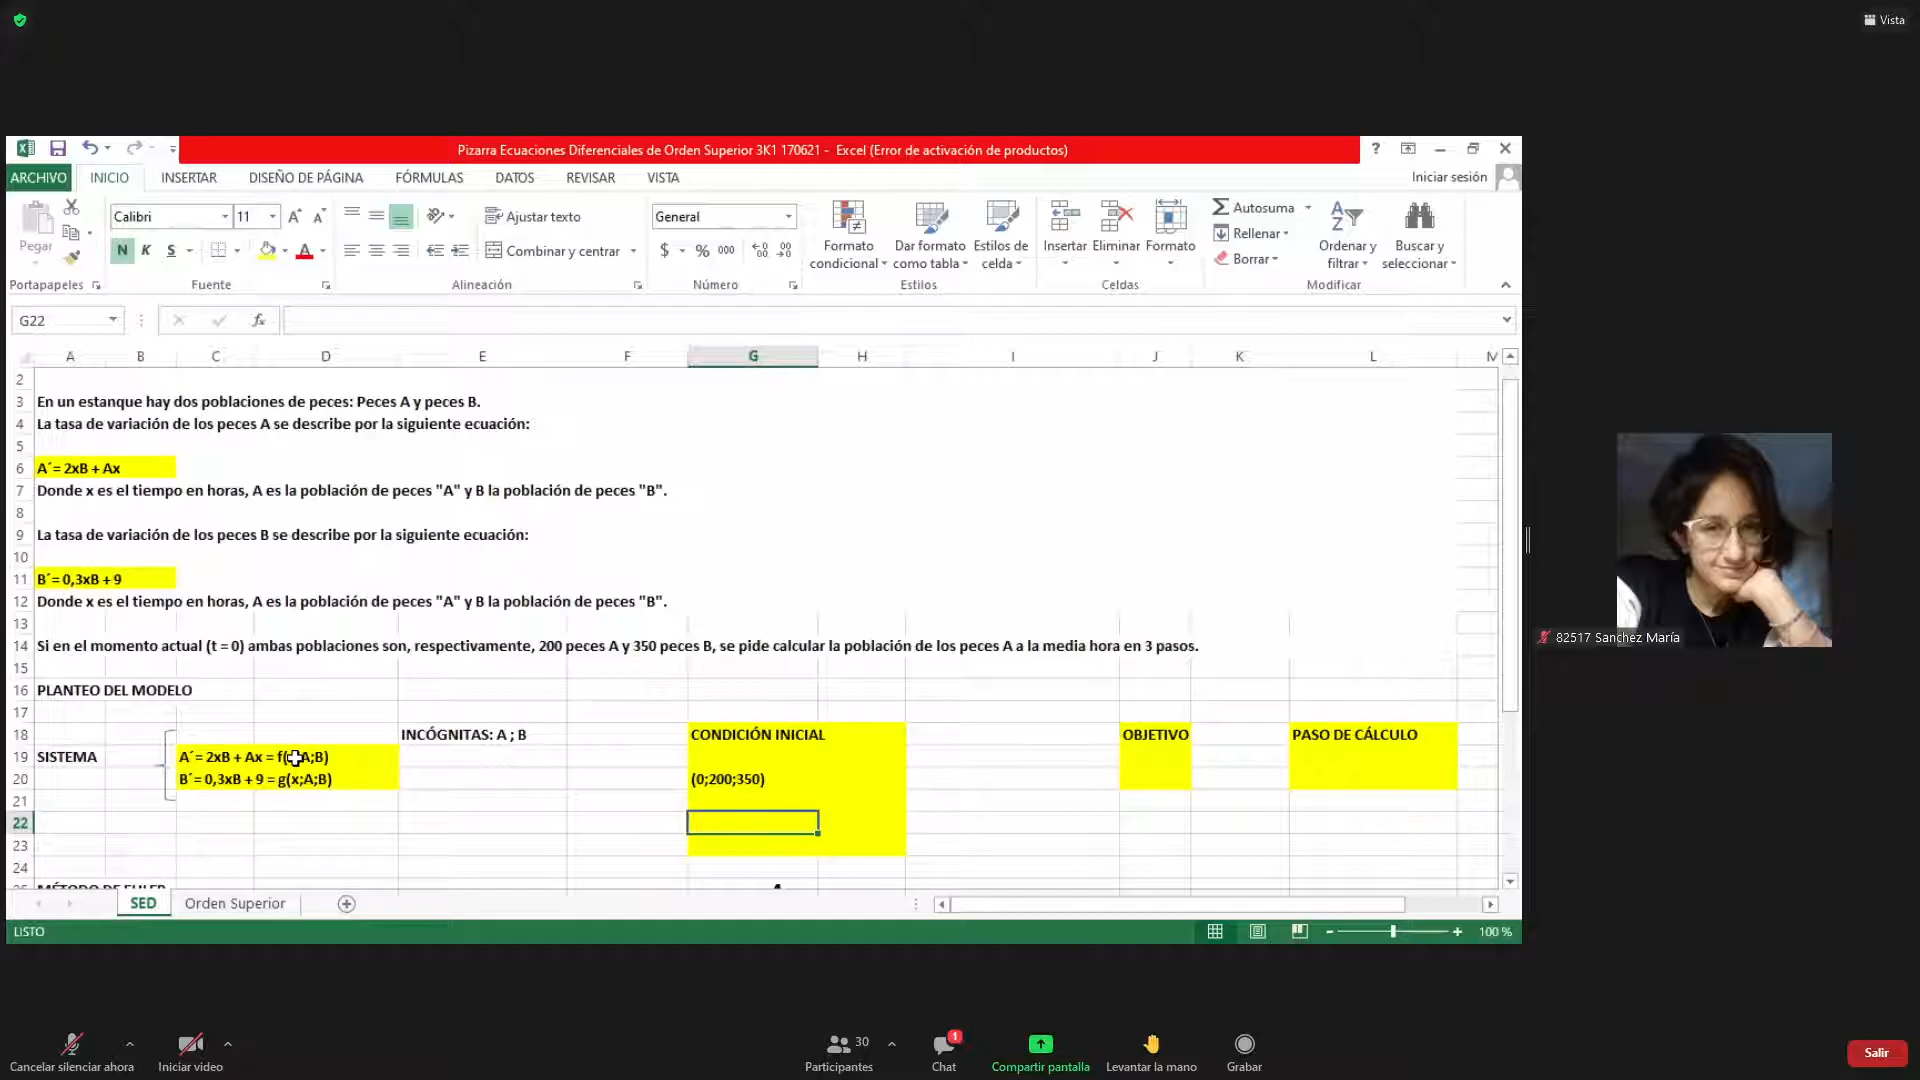 Vista
Pizarra Ecuaciones Diferenciales de Orden Superior 3K1 170621 - Excel (Error de activación de productos)
?
ARCHIVO INICIO INSERTAR DISEÑO DE PÁGINA FÓRMULAS DATOS REVISAR VISTA Iniciar sesión
Pegar
Calibri 11
Ajustar texto
General
Autosuma
N K S
Combinar y centrar
$ % 000
Formato condicional
Dar formato como tabla
Estilos de celda
Insertar Eliminar Formato
Rellenar
Borrar
Ordenar y filtrar
Buscar y seleccionar
Portapapeles Fuente Alineación Número Estilos Celdas Modificar
G22 fx
A B C D E F G H I J K L M
2
3 En un estanque hay dos poblaciones de peces: Peces A y peces B.
4 La tasa de variación de los peces A se describe por la siguiente ecuación:
5
6 A´= 2xB + Ax
7 Donde x es el tiempo en horas, A es la población de peces "A" y B la población de peces "B".
8
9 La tasa de variación de los peces B se describe por la siguiente ecuación:
10
11 B´= 0,3xB + 9
12 Donde x es el tiempo en horas, A es la población de peces "A" y B la población de peces "B".
13
14 Si en el momento actual (t = 0) ambas poblaciones son, respectivamente, 200 peces A y 350 peces B, se pide calcular la población de los peces A a la media hora en 3 pasos.
15
16 PLANTEO DEL MODELO
17
18 INCÓGNITAS: A ; B CONDICIÓN INICIAL OBJETIVO PASO DE CÁLCULO
19 SISTEMA A´= 2xB + Ax = f( A;B)
20 B´= 0,3xB + 9 = g(x;A;B) (0;200;350)
21
22
23
24
25 MÉTODO DE EULER
SED Orden Superior
LISTO 100 %
82517 Sanchez María
Cancelar silenciar ahora
Iniciar video
Participantes 30
Chat 1
Compartir pantalla
Levantar la mano
Grabar
Salir